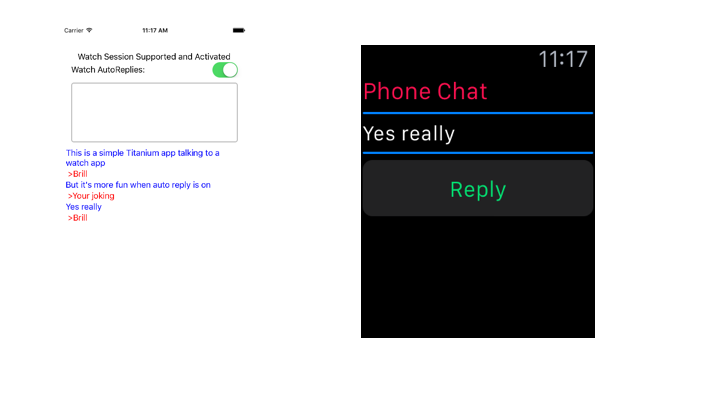 Carrier 11:17 AM
Watch Session Supported and Activated
Watch AutoReplies:
This is a simple Titanium app talking to a
watch app
>Brill
But it's more fun when auto reply is on
>Your joking
Yes really
>Brill
11:17
Phone Chat
Yes really
Reply